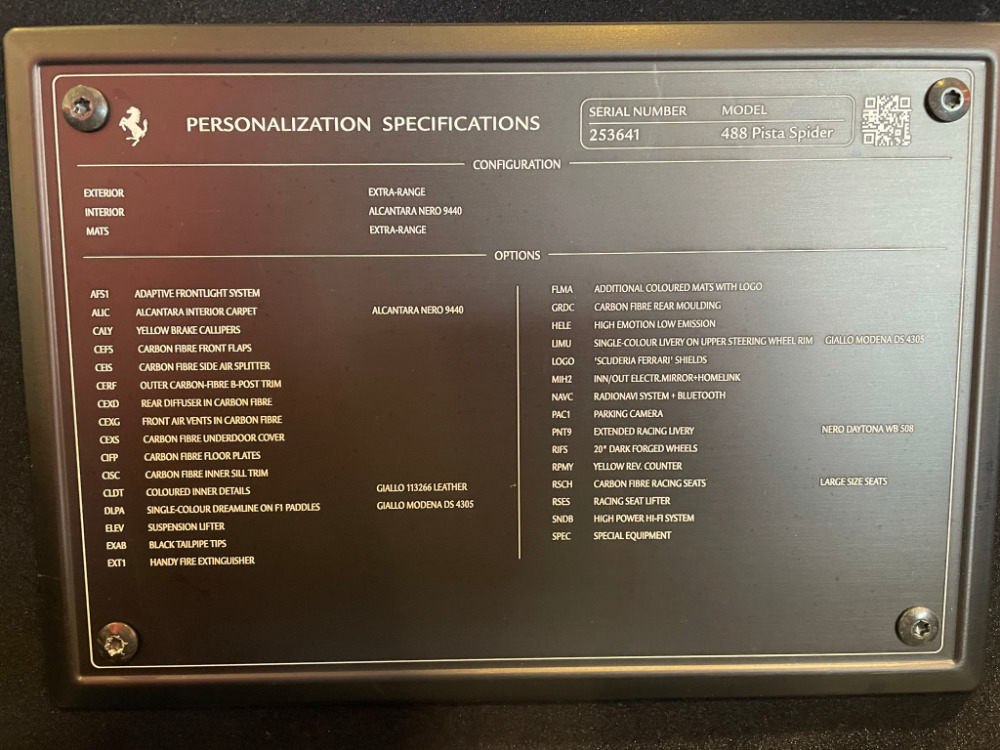 PERSONALIZATION SPECIFICATIONS
SERIAL NUMBER MODEL
253641 488 Pista Spider
CONFIGURATION
EXTERIOR EXTRA-RANGE
INTERIOR ALCANTARA NERO 9440
MATS EXTRA-RANGE
OPTIONS
AFS1 ADAPTIVE FRONTLIGHT SYSTEM
ALIC ALCANTARA INTERIOR CARPET ALCANTARA NERO 9440
CALY YELLOW BRAKE CALLIPERS
CEFS CARBON FIBRE FRONT FLAPS
CEIS CARBON FIBRE SIDE AIR SPLITTER
CERF OUTER CARBON-FIBRE B-POST TRIM
CEXD REAR DIFFUSER IN CARBON FIBRE
CEXG FRONT AIR VENTS IN CARBON FIBRE
CEXS CARBON FIBRE UNDERDOOR COVER
CIFP CARBON FIBRE FLOOR PLATES
CISC CARBON FIBRE INNER SILL TRIM
CLDT COLOURED INNER DETAILS GIALLO 113266 LEATHER
DLPA SINGLE-COLOUR DREAMLINE ON F1 PADDLES GIALLO MODENA DS 4305
ELEV SUSPENSION LIFTER
EXAB BLACK TAILPIPE TIPS
EXT1 HANDY FIRE EXTINGUISHER
FLMA ADDITIONAL COLOURED MATS WITH LOGO
GRDC CARBON FIBRE REAR MOULDING
HELE HIGH EMOTION LOW EMISSION
LIMU SINGLE-COLOUR LIVERY ON UPPER STEERING WHEEL RIM GIALLO MODENA DS 4305
LOGO 'SCUDERIA FERRARI' SHIELDS
MIH2 INN/OUT ELECTR.MIRROR+HOMELINK
NAVC RADIONAVI SYSTEM + BLUETOOTH
PAC1 PARKING CAMERA
PNT9 EXTENDED RACING LIVERY NERO DAYTONA WB 508
RIFS 20" DARK FORGED WHEELS
RPMY YELLOW REV. COUNTER
RSCH CARBON FIBRE RACING SEATS LARGE SIZE SEATS
RSES RACING SEAT LIFTER
SNDB HIGH POWER HI-FI SYSTEM
SPEC SPECIAL EQUIPMENT